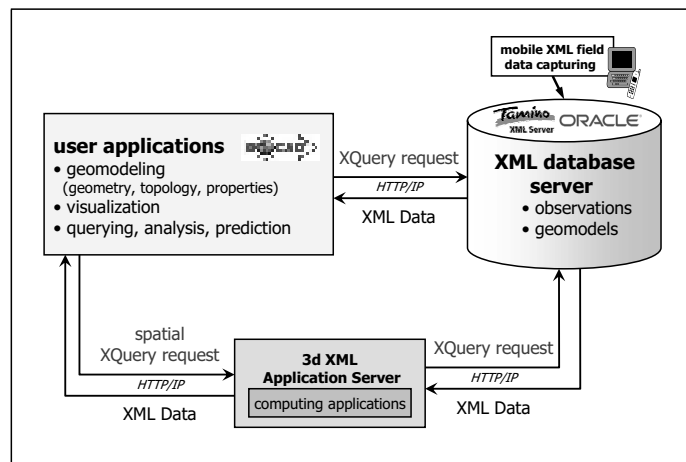 mobile XML field
data capturing
Tamino
XML Server
ORACLE®
XML database
server
• observations
• geomodels
user applications
• geomodeling
(geometry, topology, properties)
• visualization
• querying, analysis, prediction
XQuery request
HTTP/IP
XML Data
spatial
XQuery request
HTTP/IP
XML Data
3d XML
Application Server
computing applications
XQuery request
HTTP/IP
XML Data